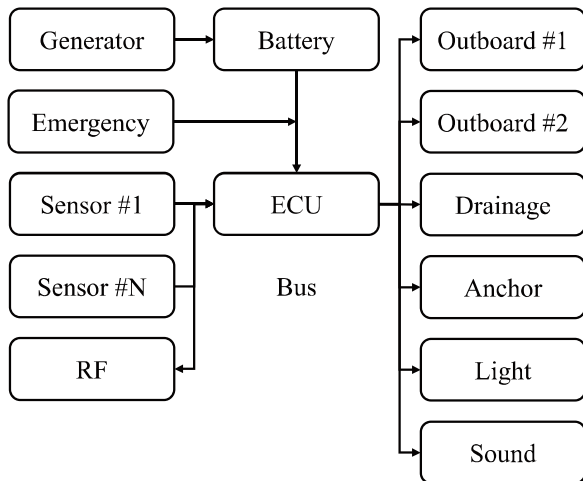 Generator
Battery
Outboard #1
Emergency
Outboard #2
Sensor #1
ECU
Drainage
Sensor #N
Bus
Anchor
RF
Light
Sound